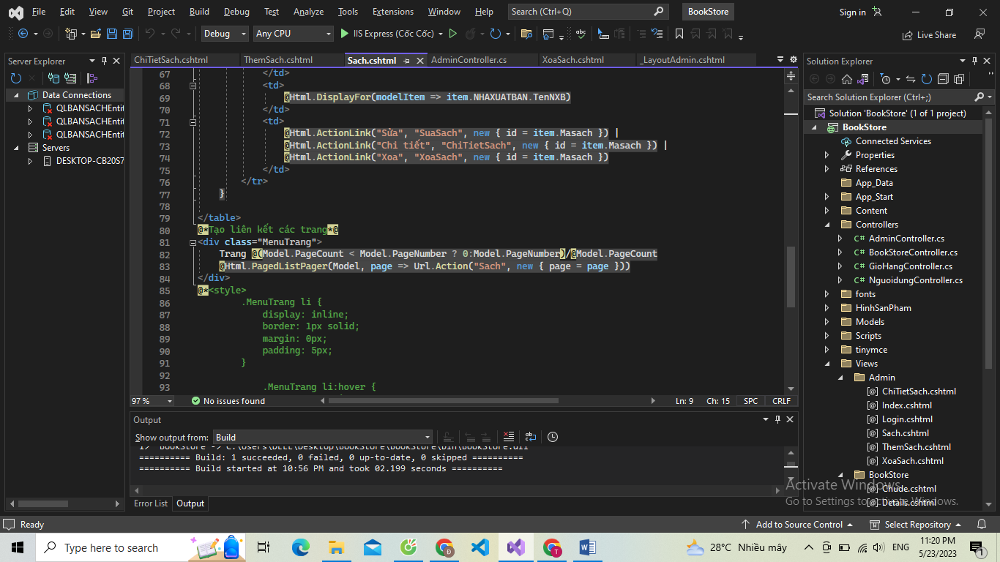 File Edit View Git Project Build Debug Test Analyze Tools Extensions Window Help Search (Ctrl+Q) BookStore Sign in
Debug Any CPU IIS Express (Cốc Cốc) Live Share
Server Explorer
Data Connections
QLBANSACHEntit
QLBANSACHEntit
QLBANSACHEntit
Servers
DESKTOP-CB20S7
ChiTietSach.cshtml ThemSach.cshtml Sach.cshtml AdminController.cs XoaSach.cshtml _LayoutAdmin.cshtml
67 </td>
68 <td>
69 @Html.DisplayFor(modelItem => item.NHAXUATBAN.TenNXB)
70 </td>
71 <td>
72 @Html.ActionLink("Sửa", "SuaSach", new { id = item.Masach }) |
73 @Html.ActionLink("Chi tiết", "ChiTietSach", new { id = item.Masach }) |
74 @Html.ActionLink("Xoa", "XoaSach", new { id = item.Masach })
75 </td>
76 </tr>
77 }
78
79 </table>
80 @*Tạo liên kết các trang*@
81 <div class="MenuTrang">
82 Trang @(Model.PageCount < Model.PageNumber ? 0:Model.PageNumber)/@Model.PageCount
83 @Html.PagedListPager(Model, page => Url.Action("Sach", new { page = page }))
84 </div>
85 @*<style>
86 .MenuTrang li {
87 display: inline;
88 border: 1px solid;
89 margin: 0px;
90 padding: 5px;
91 }
92
93 .MenuTrang li:hover {
97 % No issues found Ln: 9 Ch: 15 SPC CRLF
Output
Show output from: Build
1> BookStore -> C:\Users\DELL\Desktop\BookStore\BookStore\bin\BookStore.dll
========== Build: 1 succeeded, 0 failed, 0 up-to-date, 0 skipped ==========
========== Build started at 10:56 PM and took 02.199 seconds ==========
Error List Output
Solution Explorer
Search Solution Explorer (Ctrl+;)
Solution 'BookStore' (1 of 1 project)
BookStore
Connected Services
Properties
References
App_Data
App_Start
Content
Controllers
C# AdminController.cs
C# BookStoreController.cs
C# GioHangController.cs
C# NguoidungController.cs
fonts
HinhSanPham
Models
Scripts
tinymce
Views
Admin
ChiTietSach.cshtml
Index.cshtml
Login.cshtml
Sach.cshtml
ThemSach.cshtml
XoaSach.cshtml
BookStore
Chude.cshtml
Details.cshtml
Activate Windows
Go to Settings to activate Windows.
Ready Add to Source Control Select Repository
Type here to search 28°C Nhiều mây ENG 11:20 PM
5/23/2023
1